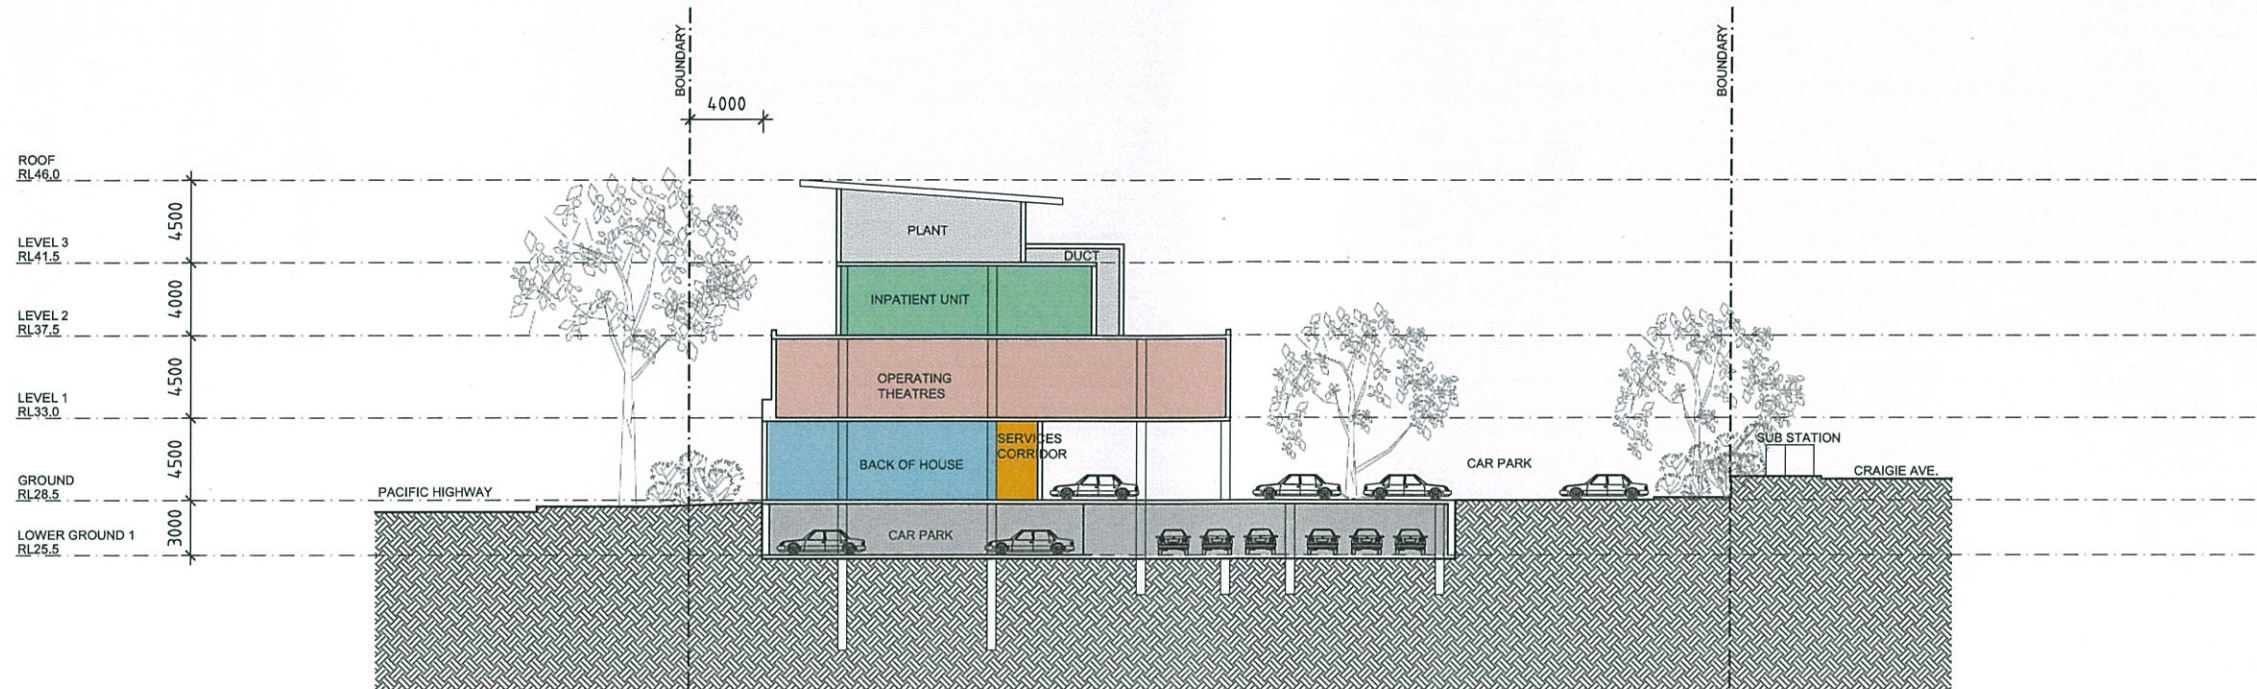 BOUNDARY
BOUNDARY
4000
ROOF
RL46.0
4500
PLANT
LEVEL 3
RL41.5
DUCT
4000
INPATIENT UNIT
LEVEL 2
RL37.5
4500
OPERATING
THEATRES
LEVEL 1
RL33.0
4500
SERVICES
CORRIDOR
BACK OF HOUSE
CAR PARK
SUB STATION
CRAIGIE AVE.
GROUND
RL28.5
PACIFIC HIGHWAY
3000
LOWER GROUND 1
RL25.5
CAR PARK